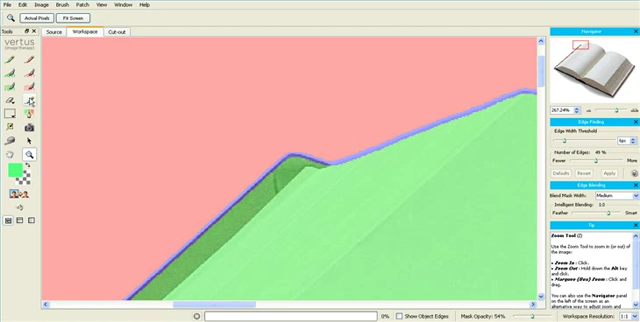 File Edit Image Brush Patch View Window Help
Actual Pixels Fit Screen
Tools
Source Workspace Cut-out
vertus
Navigator
267.24%
Edge Finding
Edge Width Threshold
6px
Number of Edges: 49 %
Fewer More
Defaults Revert Apply
Edge Blending
Blend Mask Width: Medium
Intelligent Blending: 1:2
Feather Smart
Tip
Zoom Tool (Z)
Use the Zoom Tool to zoom in (or out) of the image:
• Zoom In : Click.
• Zoom Out : Hold down the Alt key and click.
• Marquee (Box) Zoom : Click and drag.
You can also use the Navigator panel on the left of the screen as an alternative way to adjust zoom and
0% Show Object Edges Mask Opacity: 54% Workspace Resolution: 1:1